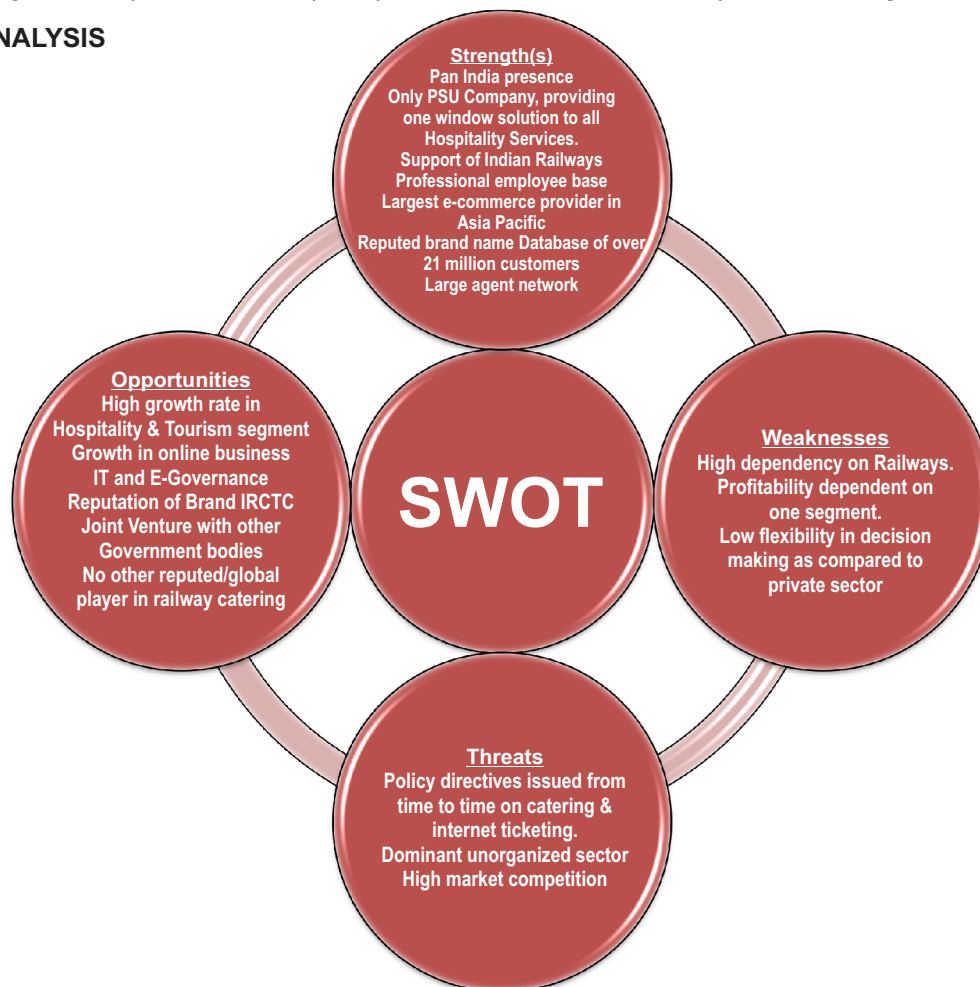 NALYSIS
Strength(s)
Pan India presence
Only PSU Company, providing
one window solution to all
Hospitality Services.
Support of Indian Railways
Professional employee base
Largest e-commerce provider in
Asia Pacific
Reputed brand name Database of over
21 million customers
Large agent network
Opportunities
High growth rate in
Hospitality & Tourism segment
Growth in online business
IT and E-Governance
Reputation of Brand IRCTC
Joint Venture with other
Government bodies
No other reputed/global
player in railway catering
SWOT
Weaknesses
High dependency on Railways.
Profitability dependent on
one segment.
Low flexibility in decision
making as compared to
private sector
Threats
Policy directives issued from
time to time on catering &
internet ticketing.
Dominant unorganized sector
High market competition